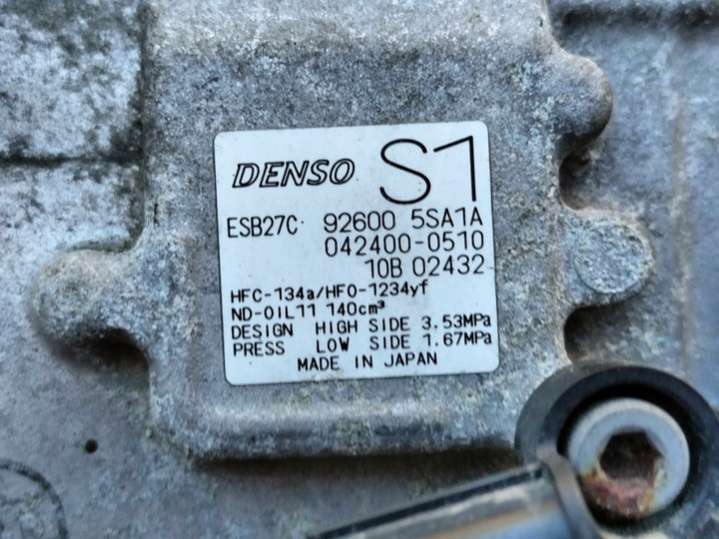 DENSO S1
ESB27C 92600 5SA1A
042400-0510
10B 02432
HFC-134a/HFO-1234yf
ND-OIL11 140cm³
DESIGN HIGH SIDE 3.53MPa
PRESS LOW SIDE 1.67MPa
MADE IN JAPAN